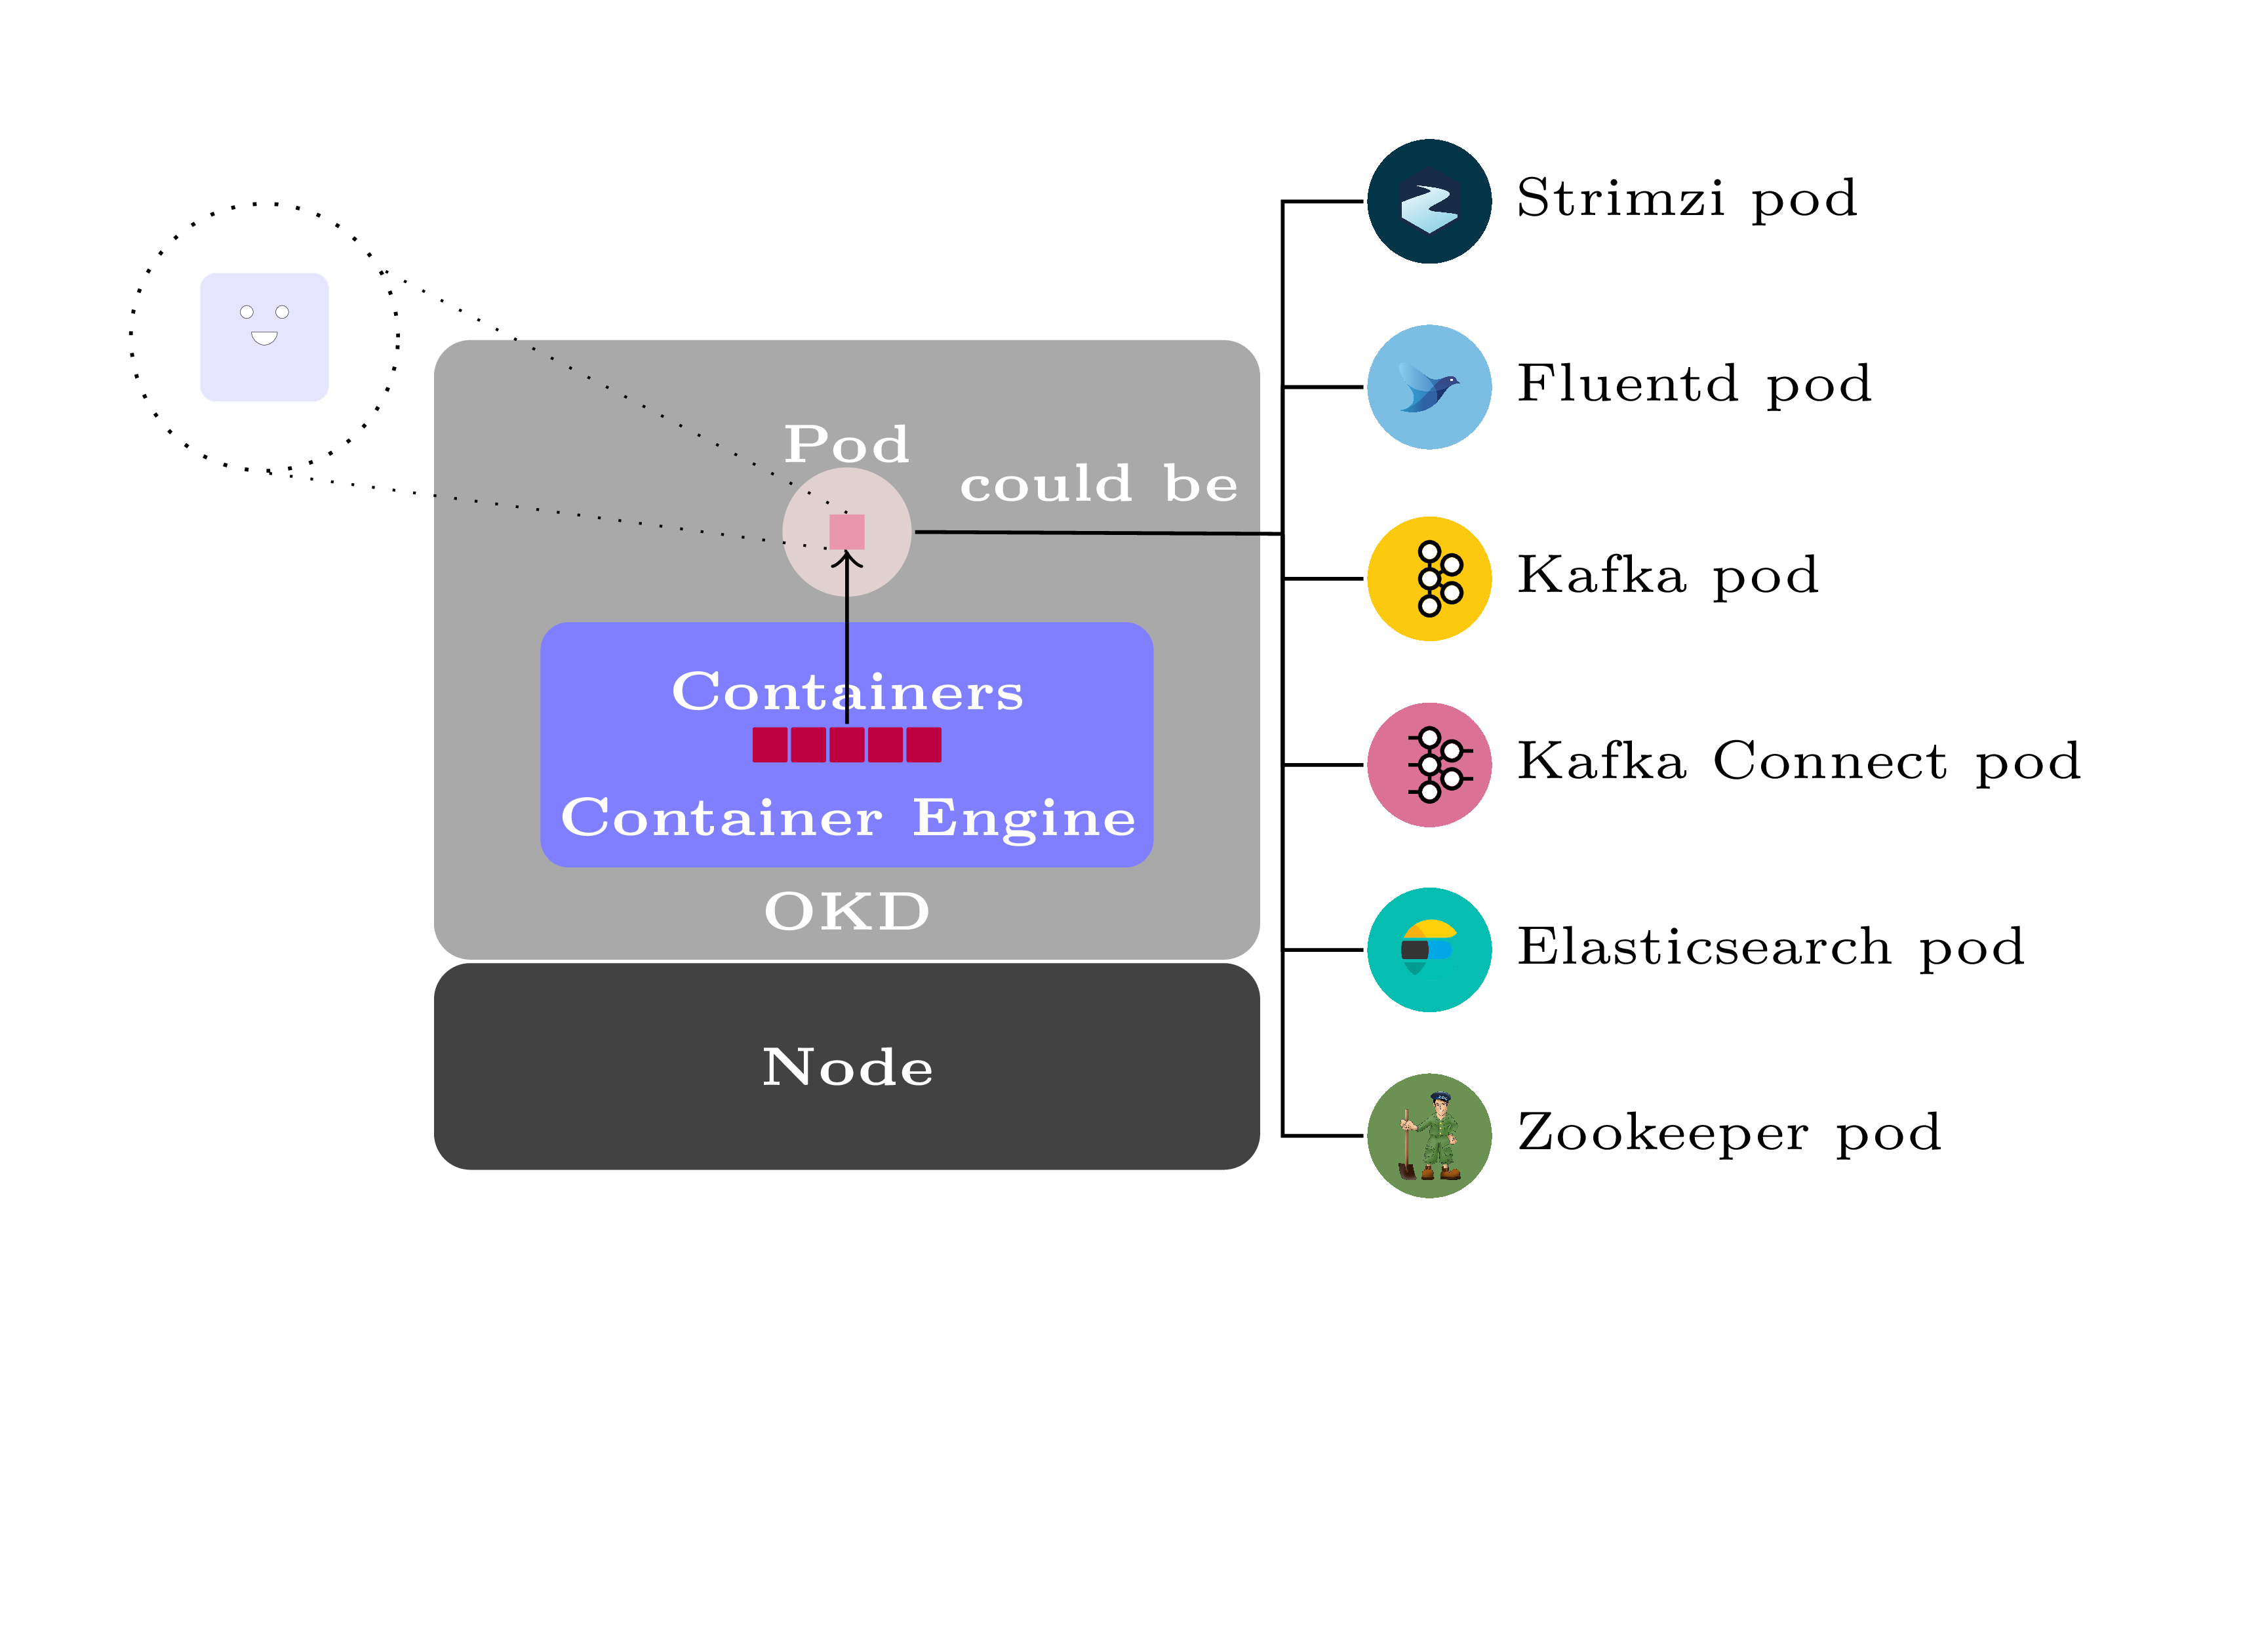 Pod
could be
Containers
Container Engine
OKD
Node
Strimzi pod
Fluentd pod
Kafka pod
Kafka Connect pod
Elasticsearch pod
Zookeeper pod